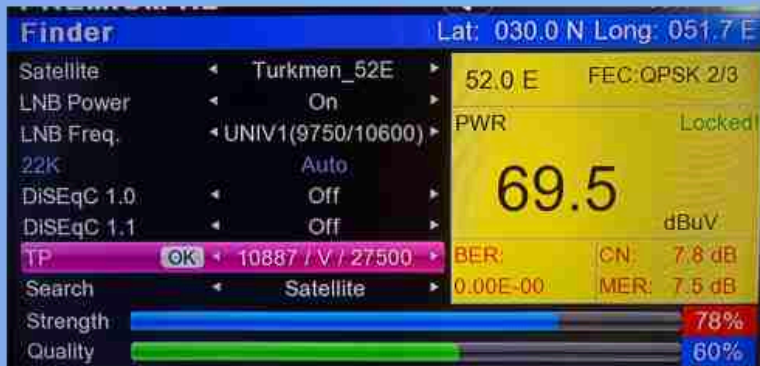 Finder Lat: 030.0 N Long: 051.7 E
Satellite Turkmen_52E
LNB Power On
LNB Freq. UNIV1(9750/10600)
22K Auto
DiSEqC 1.0 Off
DiSEqC 1.1 Off
TP OK 10887 / V / 27500
Search Satellite
52.0 E FEC:QPSK 2/3
PWR Locked!
69.5
dBuV
BER: CN: 7.8 dB
0.00E-00 MER: 7.5 dB
Strength 78%
Quality 60%